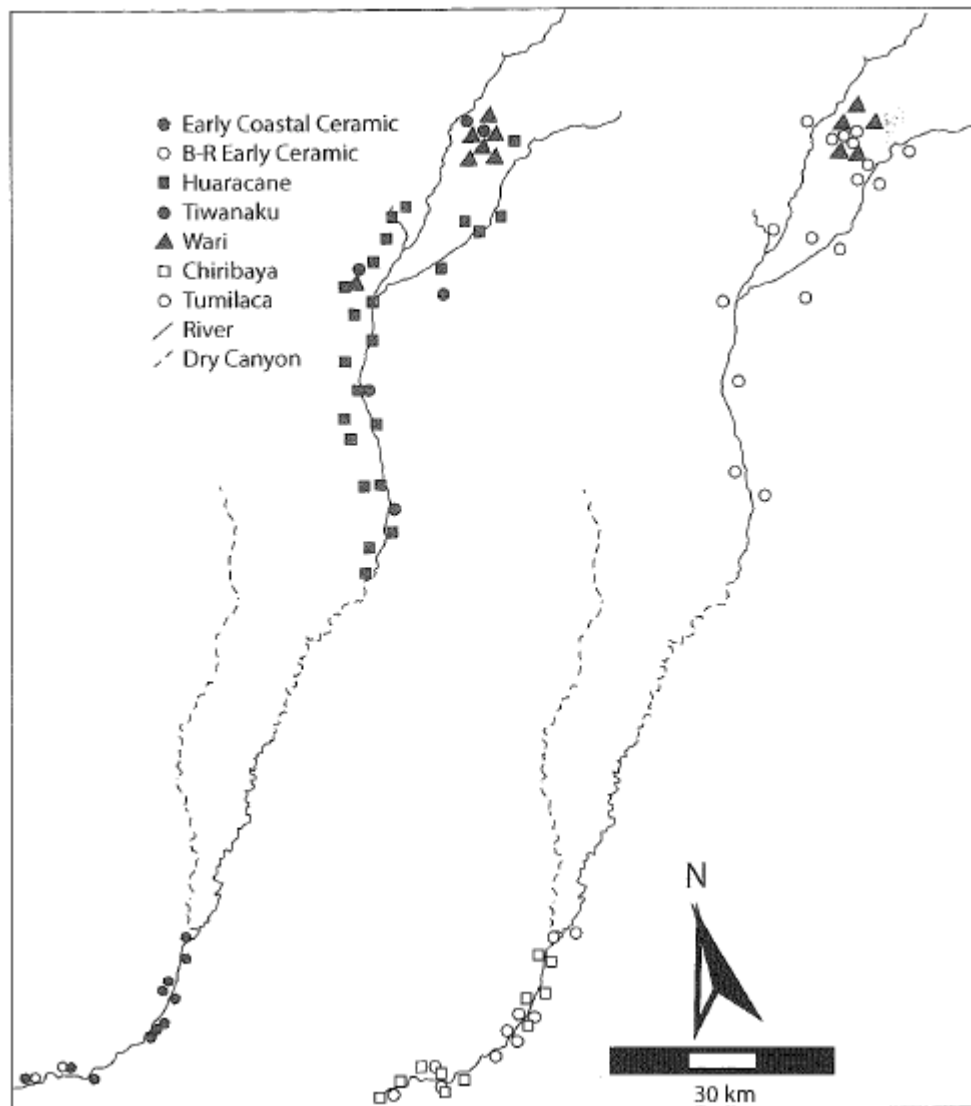 Early Coastal Ceramic
B-R Early Ceramic
Huaracane
Tiwanaku
Wari
Chiribaya
Tumilaca
River
Dry Canyon
N
30 km